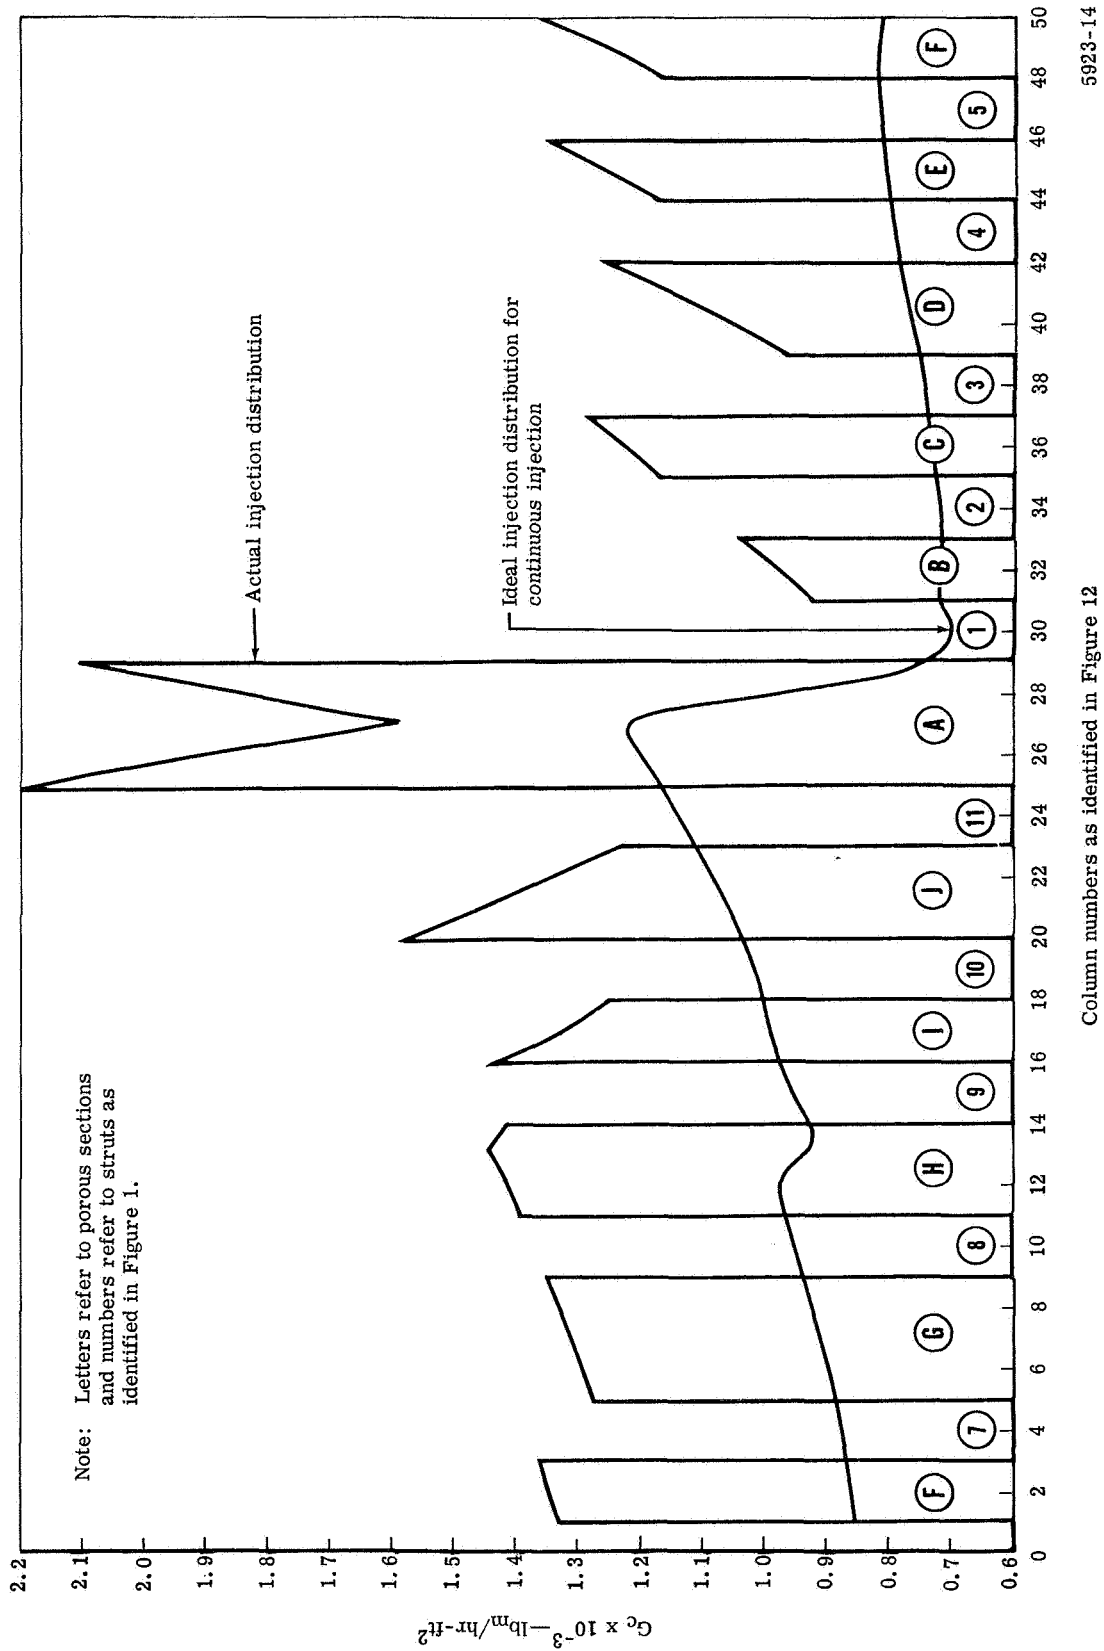 2.2
2.1
2.0
1.9
1.8
1.7
1.6
1.5
1.4
1.3
1.2
1.1
1.0
0.9
0.8
0.7
0.6
G_c x 10^-3—lb_m/hr-ft^2
Note: Letters refer to porous sections
and numbers refer to struts as
identified in Figure 1.
Actual injection distribution
Ideal injection distribution for
continuous injection
F
7
G
8
H
9
I
10
J
11
A
1
B
2
C
3
D
4
E
5
F
0 2 4 6 8 10 12 14 16 18 20 22 24 26 28 30 32 34 36 38 40 42 44 46 48 50
Column numbers as identified in Figure 12
5923-14